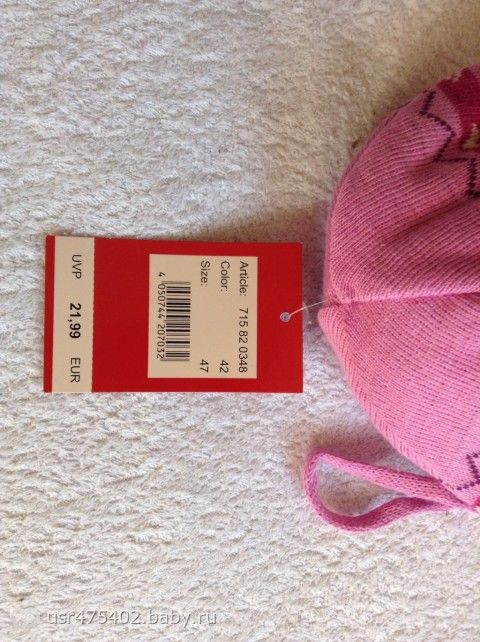 Article: 715 82 0348
Color: 42
Size: 47
4 050744 207032
UVP 21,99 EUR
usr475402.baby.ru